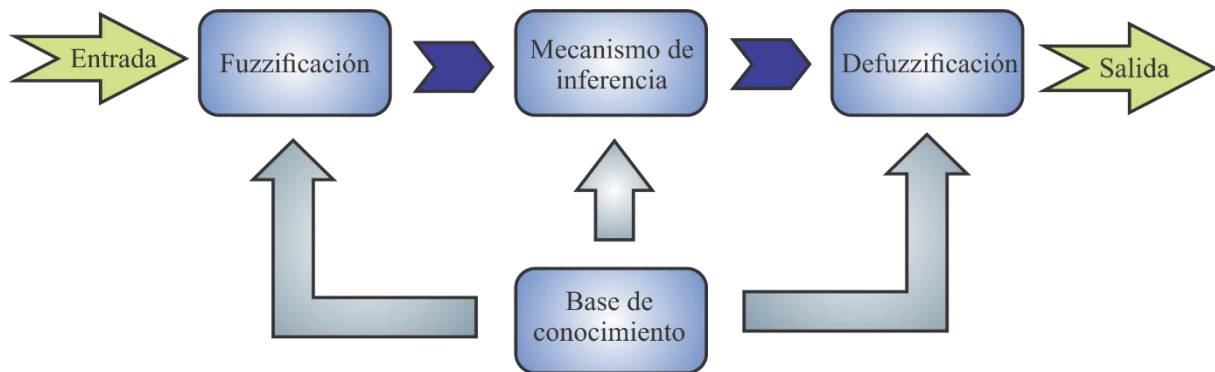 Entrada
Fuzzificación
Mecanismo de
inferencia
Defuzzificación
Salida
Base de
conocimiento